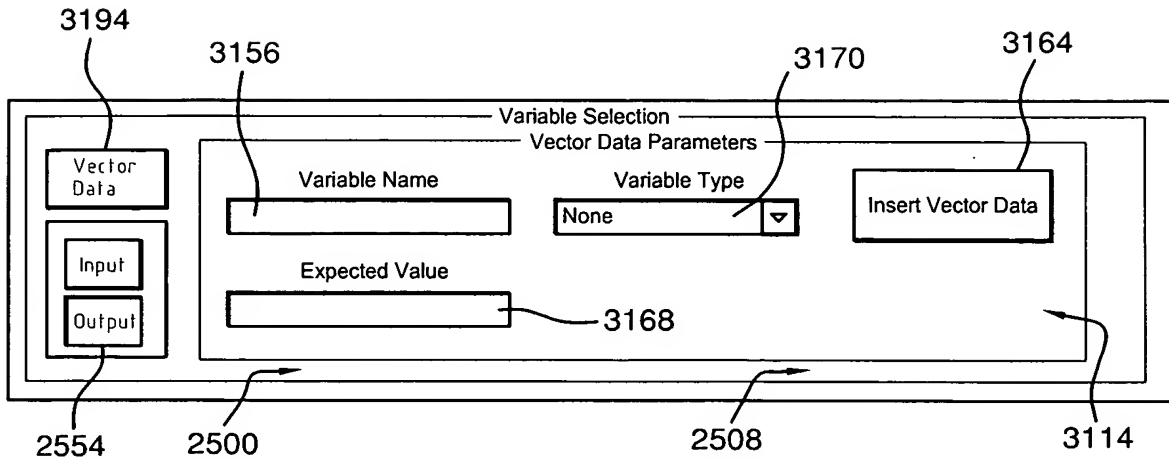 3194
3156
3170
3164
Variable Selection
Vector Data Parameters
Vector
Data
Variable Name
Variable Type
Insert Vector Data
None
Input
Expected Value
Output
3168
2554
2500
2508
3114